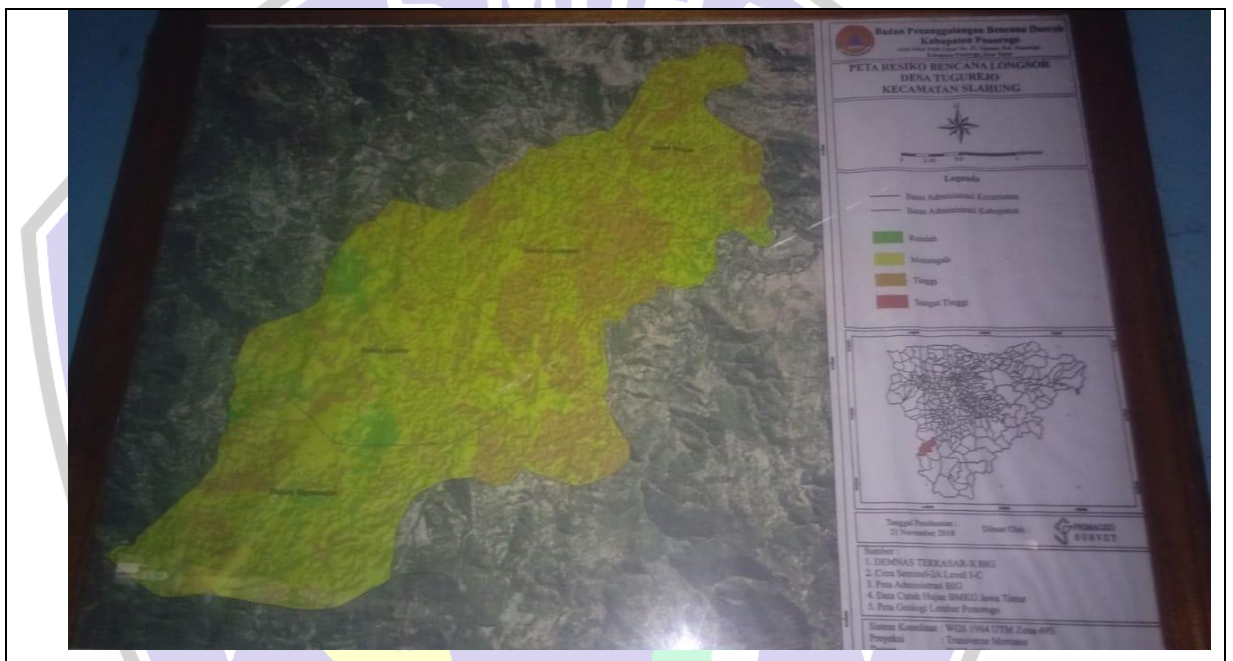 Badan Penanggulangan Bencana Daerah
Kabupaten Ponorogo
PETA RESIKO BENCANA LONGSOR
DESA TUGUREJO
KECAMATAN SLAHUNG
Legenda
Batas Administrasi Kecamatan
Batas Administrasi Kabupaten
Rendah
Menengah
Tinggi
Sangat Tinggi
Tanggal Pembuatan :
21 November 2018
Dibuat Oleh :
PRIMAGEO
SURVEY
Sumber :
1. DEMNAS TERRASAR-X BIG
2. Citra Sentinel-2A Level 1-C
3. Peta Administrasi BIG
4. Data Curah Hujan BMKG Jawa Timur
5. Peta Geologi Lembar Ponorogo
Sistem Koordinat : WGS 1984 UTM Zona 49S
Proyeksi : Transverse Mercator